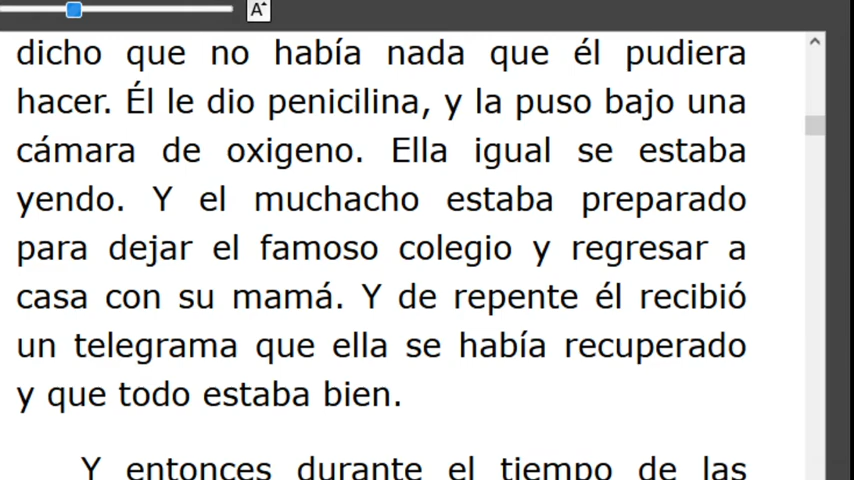 A
dicho que no había nada que él pudiera
hacer. Él le dio penicilina, y la puso bajo una
cámara de oxigeno. Ella igual se estaba
yendo. Y el muchacho estaba preparado
para dejar el famoso colegio y regresar a
casa con su mamá. Y de repente él recibió
un telegrama que ella se había recuperado
y que todo estaba bien.
Y entonces durante el tiempo de las